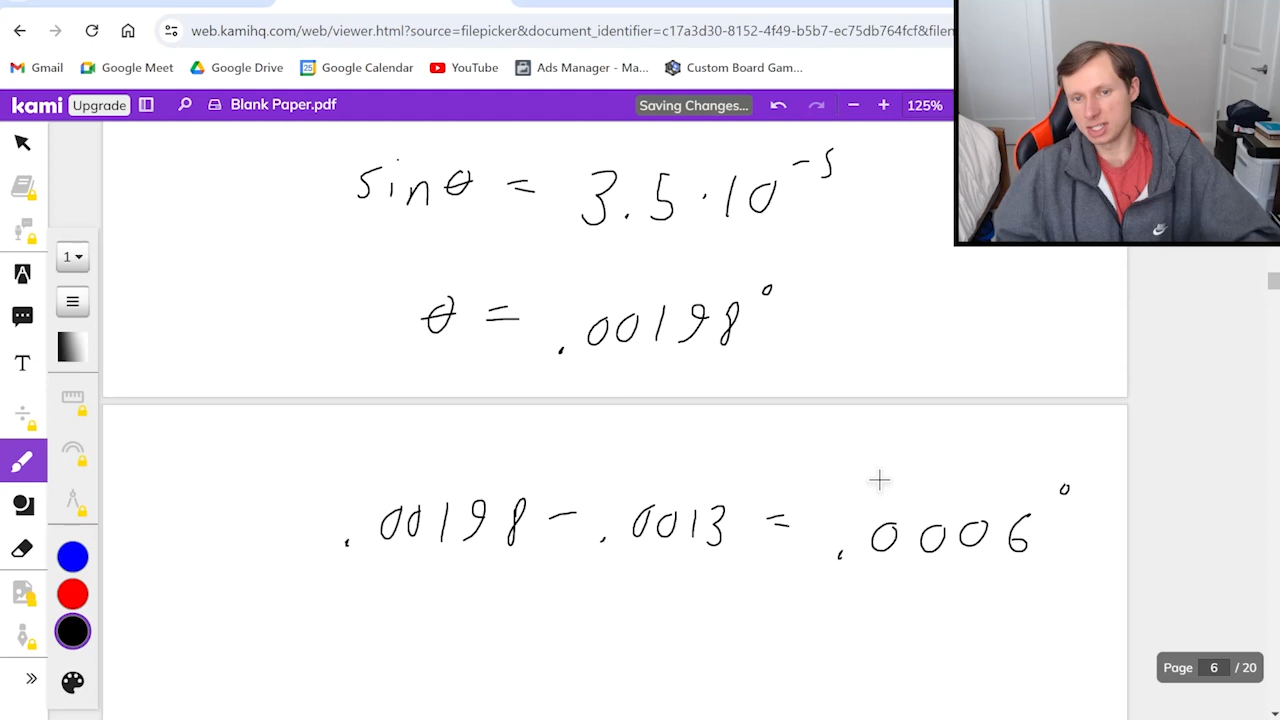 www.kamihq.com/web/viewer.html?source=filepicker&document_identifier=c17a3d30-8152-4f49-b5b7-ec75db764fcf&filen
Gmail Google Meet Google Drive 25 Google Calendar YouTube Ads Manager - Ma... Custom Board Gam...
kami Upgrade Blank Paper.pdf Saving Changes... 125%
sinθ = 3.5·10⁻⁵
1
θ = .00198°
T
.00198 - .0013 = .0006°
Page 6 / 20